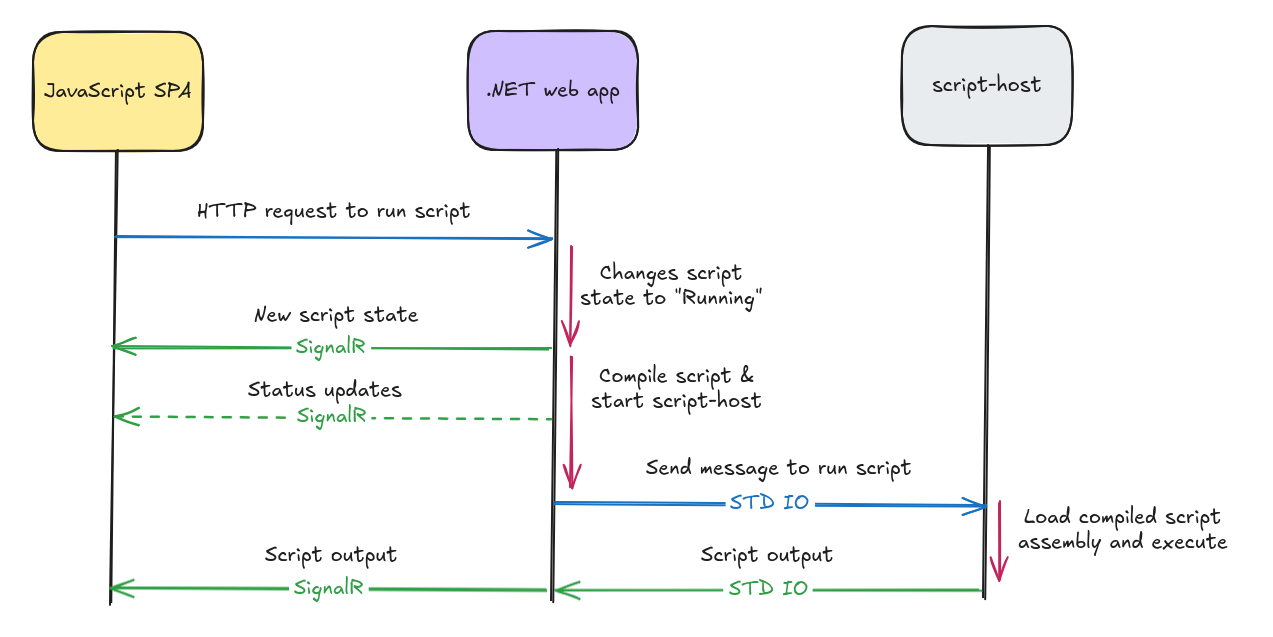 JavaScript SPA
.NET web app
script-host
HTTP request to run script
Changes script
state to "Running"
New script state
SignalR
Compile script &
start script-host
Status updates
SignalR
Send message to run script
STD IO
Load compiled script
assembly and execute
Script output
SignalR
Script output
STD IO